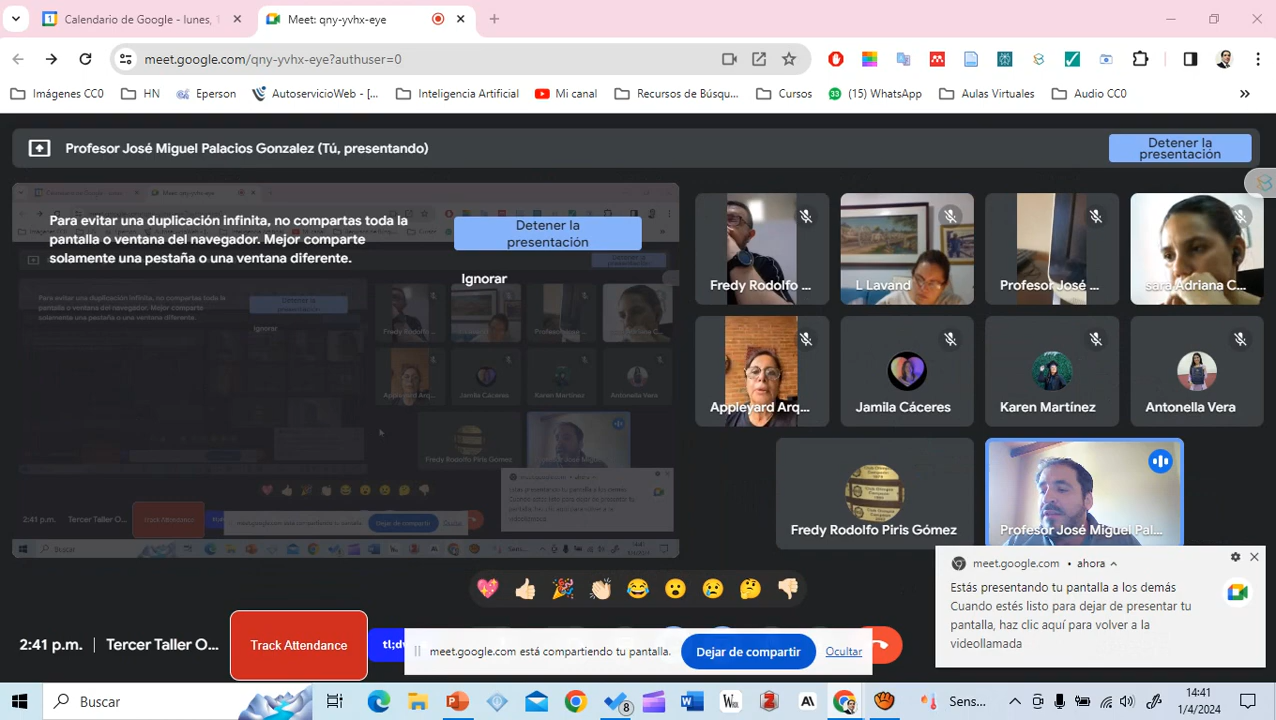 Calendario de Google - lunes, 1
Meet: qny-yvhx-eye
meet.google.com/qny-yvhx-eye?authuser=0
Imágenes CC0
HN
Eperson
AutoservicioWeb - [...
Inteligencia Artificial
Mi canal
Recursos de Búsqu...
Cursos
33
(15) WhatsApp
Aulas Virtuales
Audio CC0
Profesor José Miguel Palacios Gonzalez (Tú, presentando)
Detener la
presentación
Para evitar una duplicación infinita, no compartas toda la
pantalla o ventana del navegador. Mejor comparte
solamente una pestaña o una ventana diferente.
Detener la
presentación
Ignorar
Fredy Rodolfo ...
L Lavand
Profesor José ...
sara Adriana C...
Appleyard Arq...
Jamila Cáceres
Karen Martínez
Antonella Vera
Fredy Rodolfo Piris Gómez
Profesor José Miguel Pal...
meet.google.com • ahora
Estás presentando tu pantalla a los demás
Cuando estés listo para dejar de presentar tu
pantalla, haz clic aquí para volver a la
videollamada
2:41 p.m.
Tercer Taller O...
Track Attendance
tl;dv
meet.google.com está compartiendo tu pantalla.
Dejar de compartir
Ocultar
Buscar
8
Sens...
14:41
1/4/2024